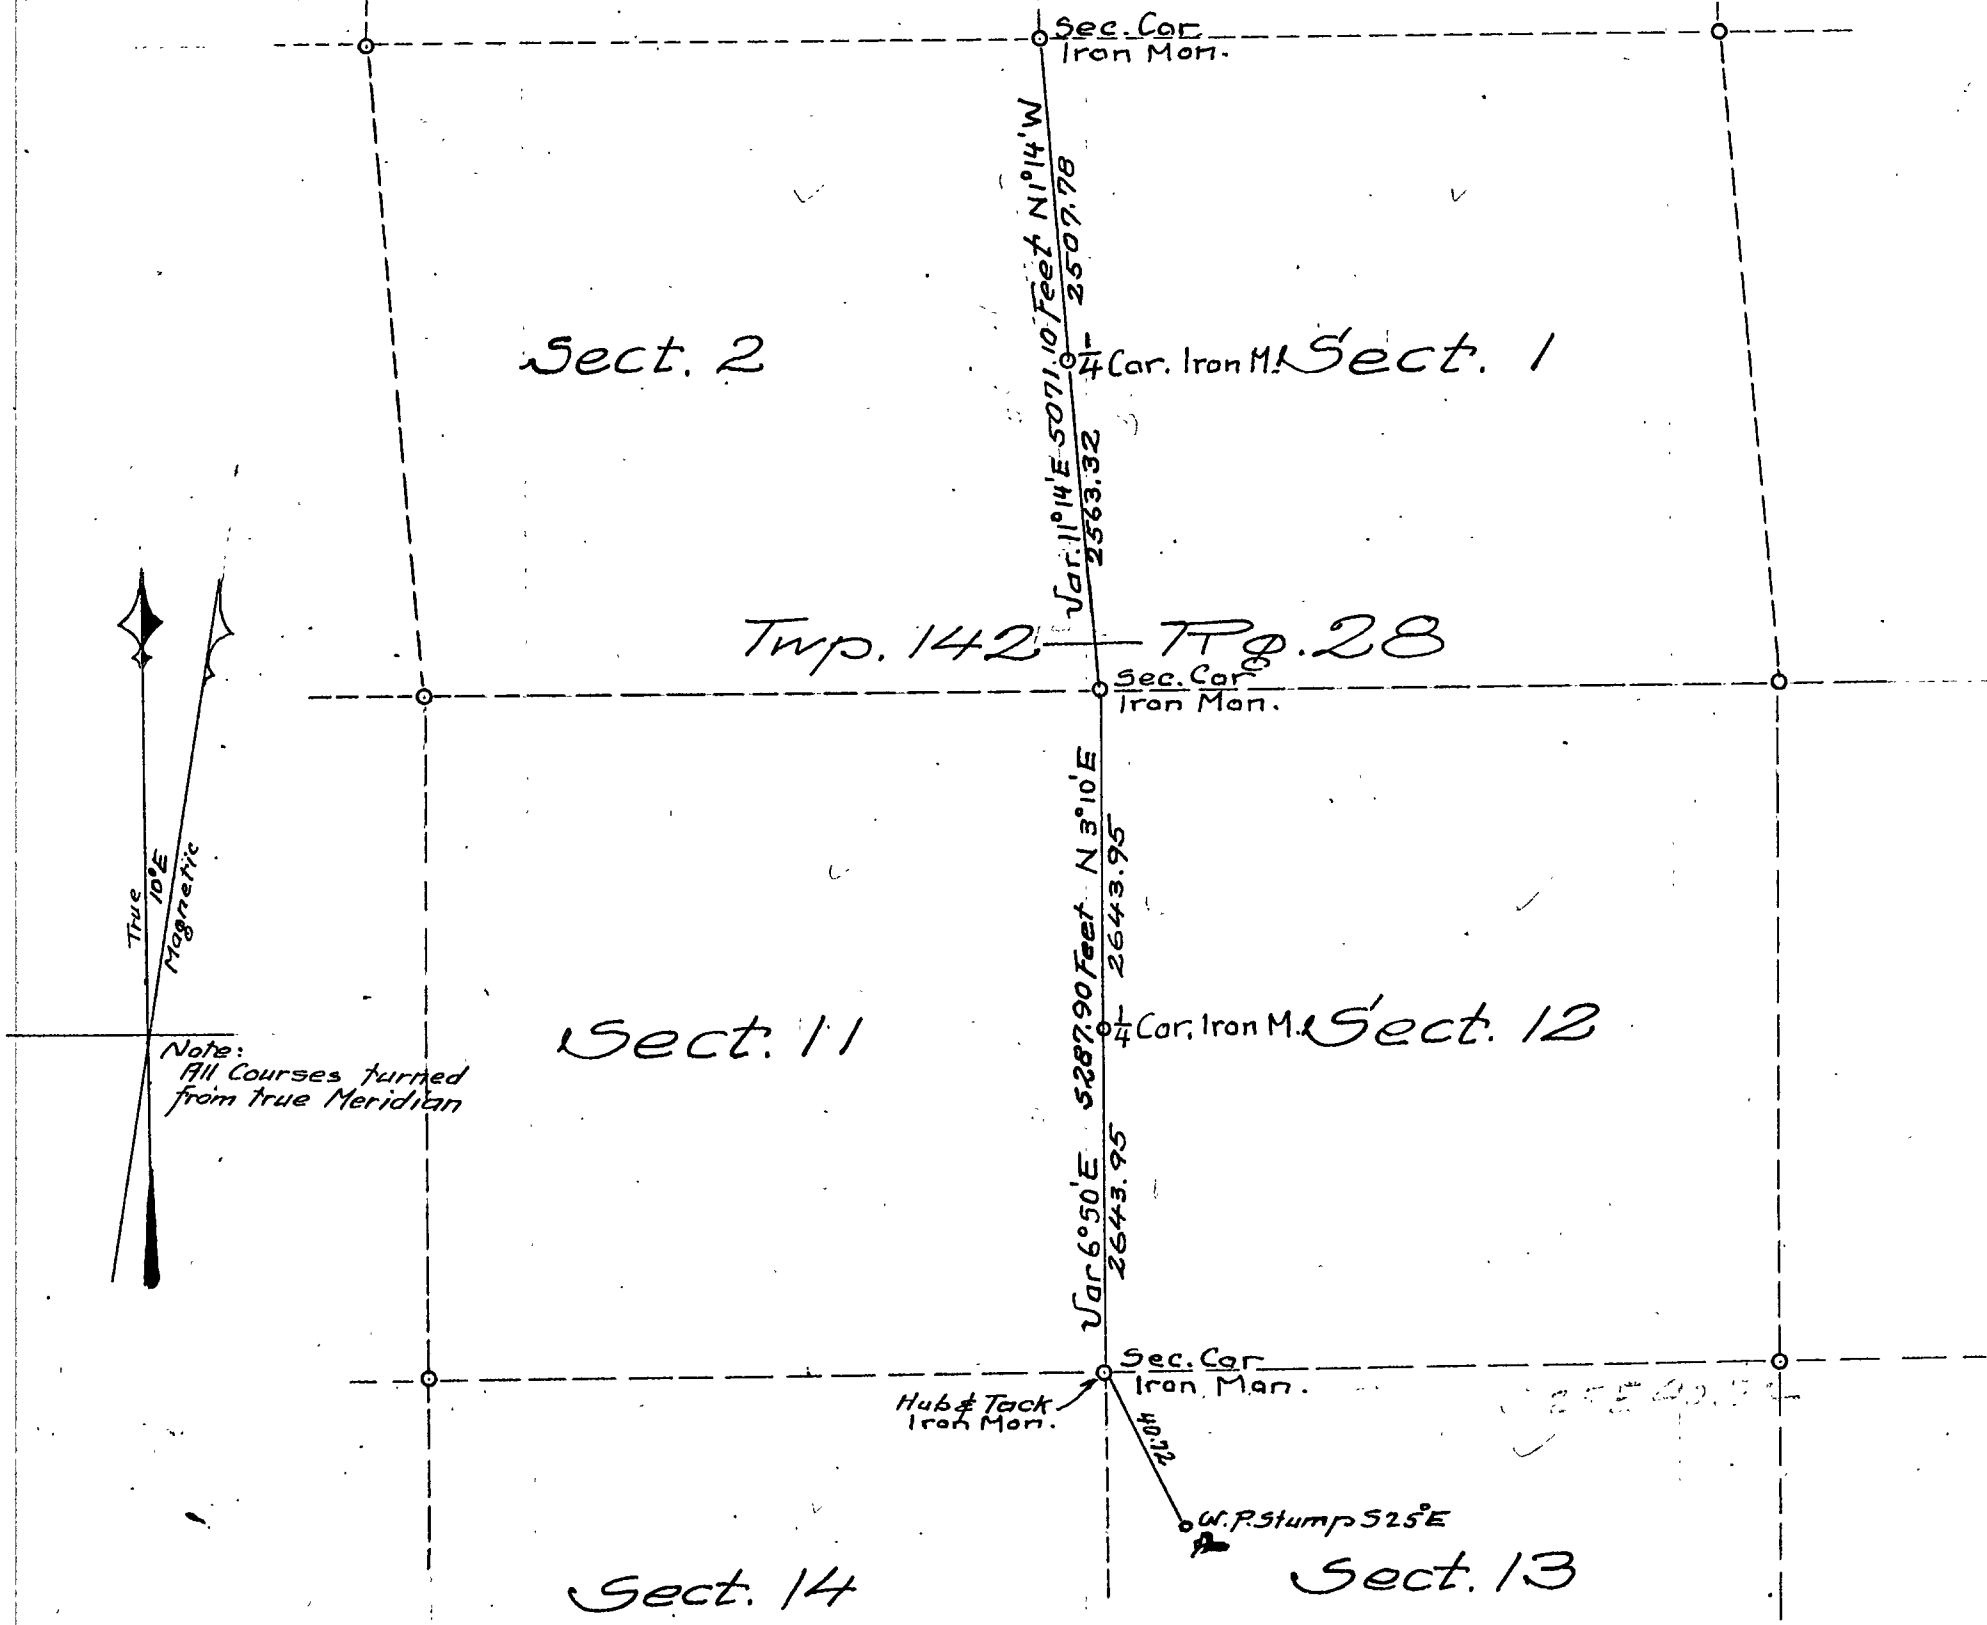 Sec. Cor
Iron Mon.
Var. 11°14'E 5071.10 Feet N1°14'W
2507.78
Sect. 2
1/4 Cor. Iron M.
Sect. 1
2563.32
Twp. 142 — Rg. 28
Sec. Cor
Iron Mon.
True
10°E
Magnetic
Note:
All Courses turned
from true Meridian
Var 6°50'E 5287.90 Feet N 3°10'E
2643.95
Sect. 11
1/4 Cor. Iron M.
Sect. 12
2643.95
Sec. Cor
Iron Mon.
Hub & Tack
Iron Mon.
40.72
W.P. Stump S25°E
Sect. 14
Sect. 13